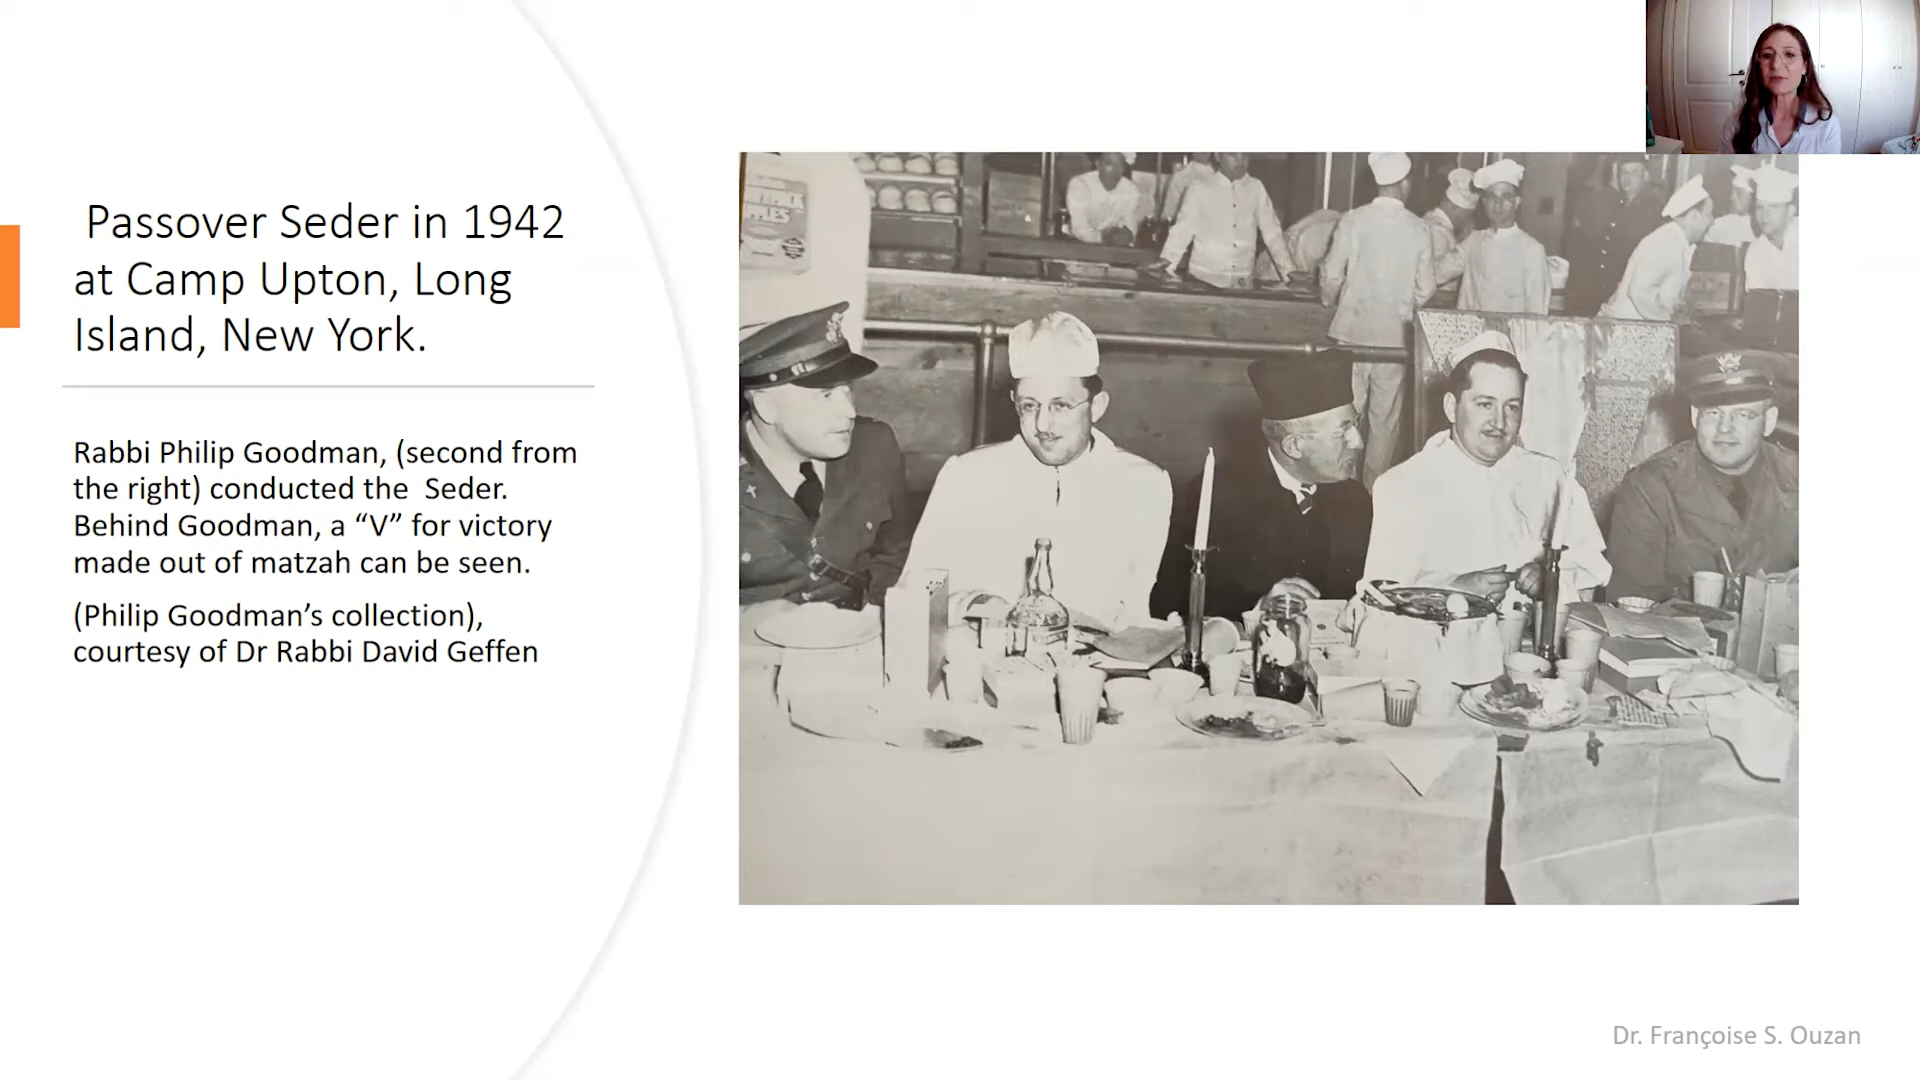 Passover Seder in 1942
at Camp Upton, Long
Island, New York.
Rabbi Philip Goodman, (second from
the right) conducted the Seder.
Behind Goodman, a “V” for victory
made out of matzah can be seen.
(Philip Goodman’s collection),
courtesy of Dr Rabbi David Geffen
Dr. Françoise S. Ouzan